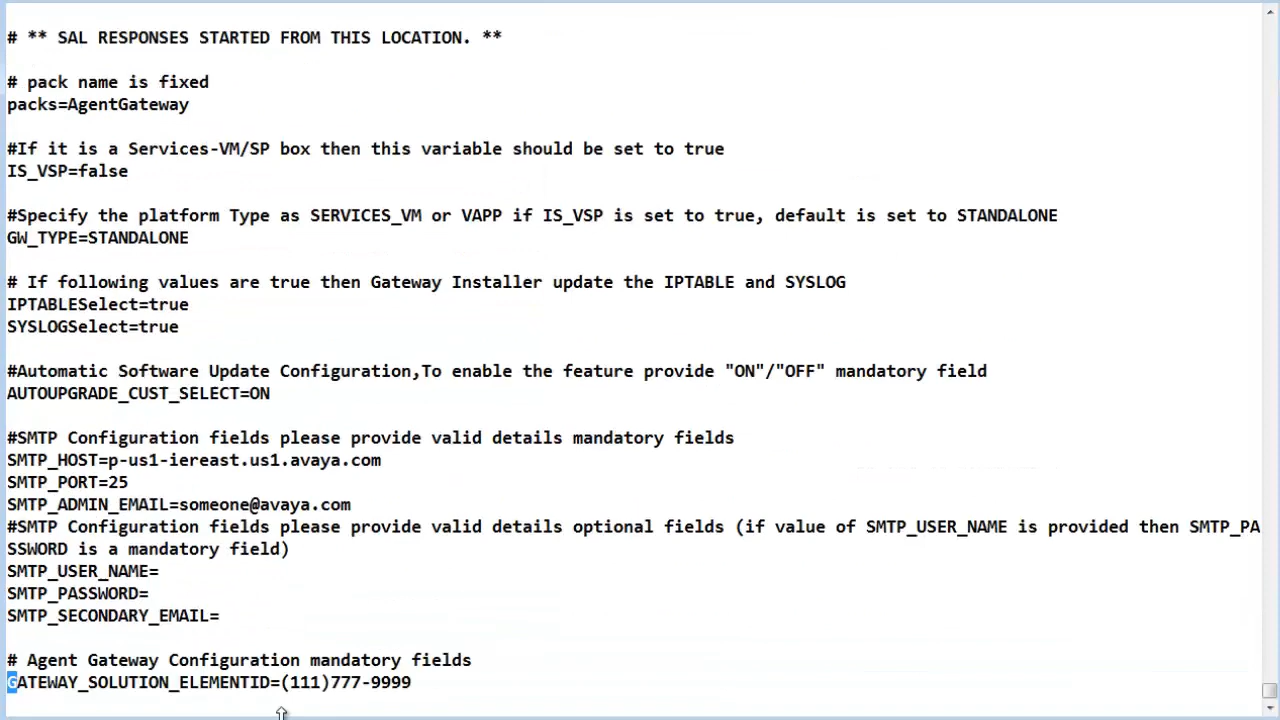 # ** SAL RESPONSES STARTED FROM THIS LOCATION. **
# pack name is fixed
packs=AgentGateway
#If it is a Services-VM/SP box then this variable should be set to true
IS_VSP=false
#Specify the platform Type as SERVICES_VM or VAPP if IS_VSP is set to true, default is set to STANDALONE
GW_TYPE=STANDALONE
# If following values are true then Gateway Installer update the IPTABLE and SYSLOG
IPTABLESelect=true
SYSLOGSelect=true
#Automatic Software Update Configuration,To enable the feature provide "ON"/"OFF" mandatory field
AUTOUPGRADE_CUST_SELECT=ON
#SMTP Configuration fields please provide valid details mandatory fields
SMTP_HOST=p-us1-iereast.us1.avaya.com
SMTP_PORT=25
SMTP_ADMIN_EMAIL=someone@avaya.com
#SMTP Configuration fields please provide valid details optional fields (if value of SMTP_USER_NAME is provided then SMTP_PA
SSWORD is a mandatory field)
SMTP_USER_NAME=
SMTP_PASSWORD=
SMTP_SECONDARY_EMAIL=
# Agent Gateway Configuration mandatory fields
GATEWAY_SOLUTION_ELEMENTID=(111)777-9999